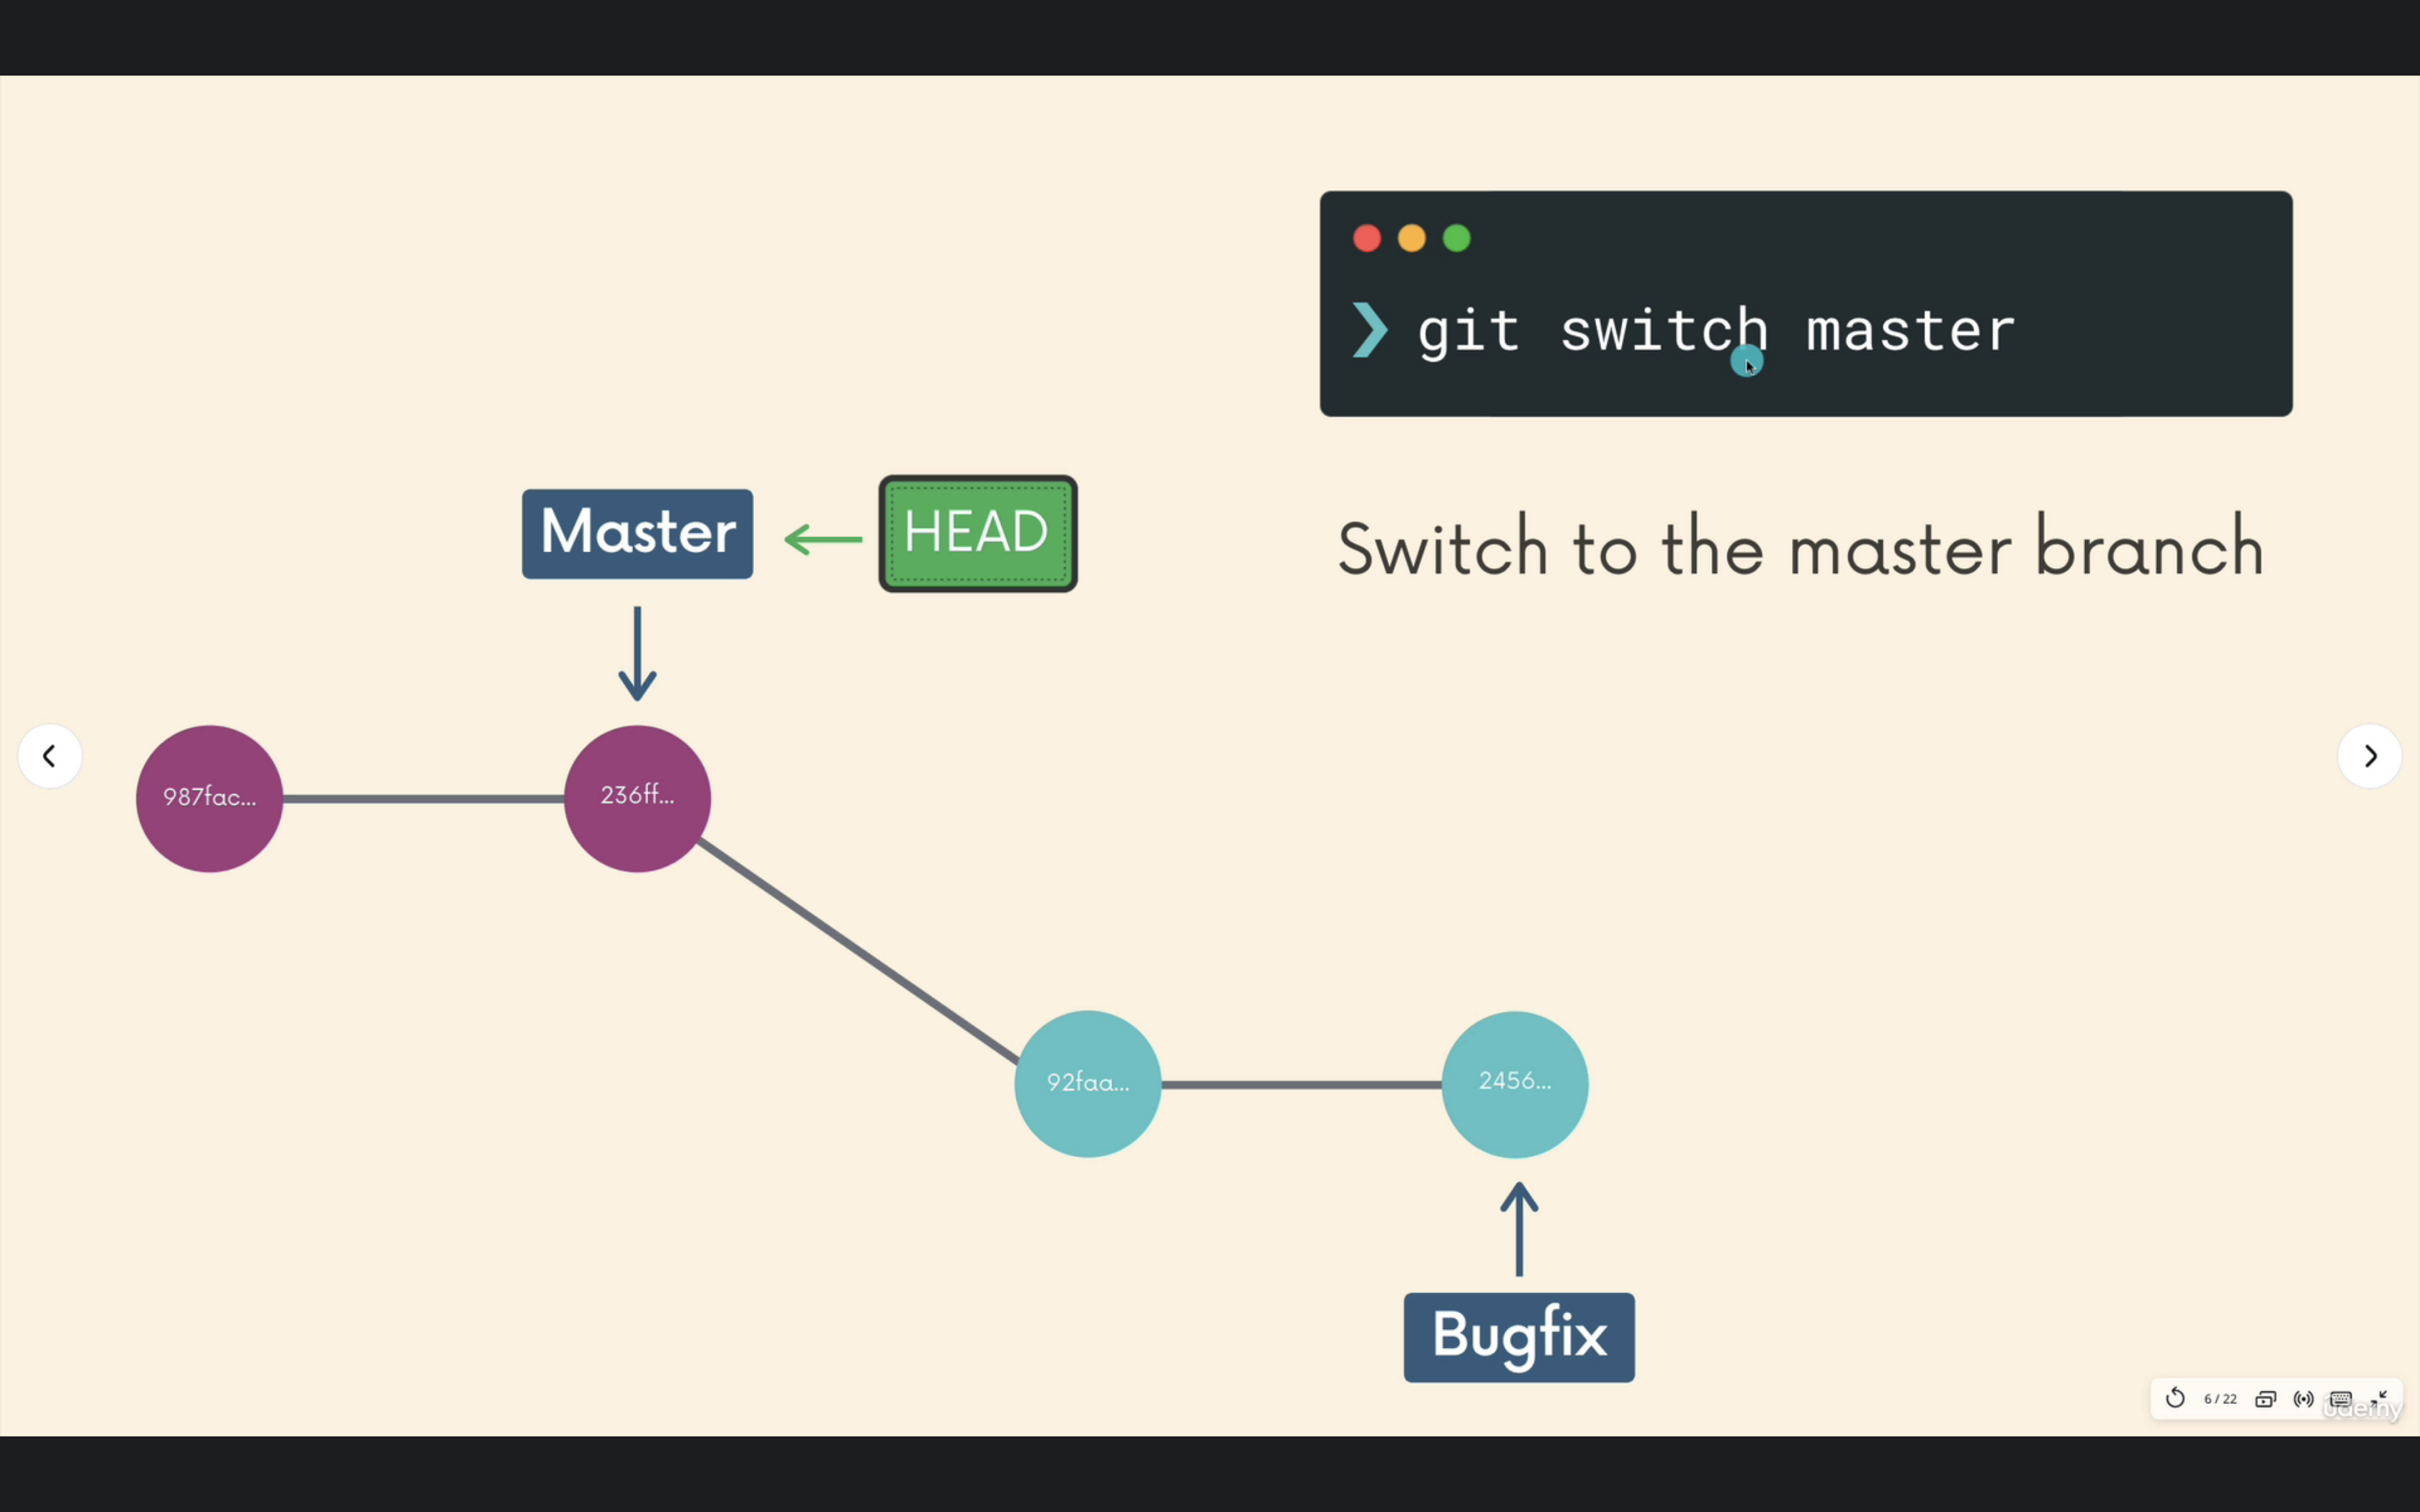 git switch master
Master
HEAD
Switch to the master branch
987fac...
236ff...
92faa...
2456...
Bugfix
6 / 22
udemy